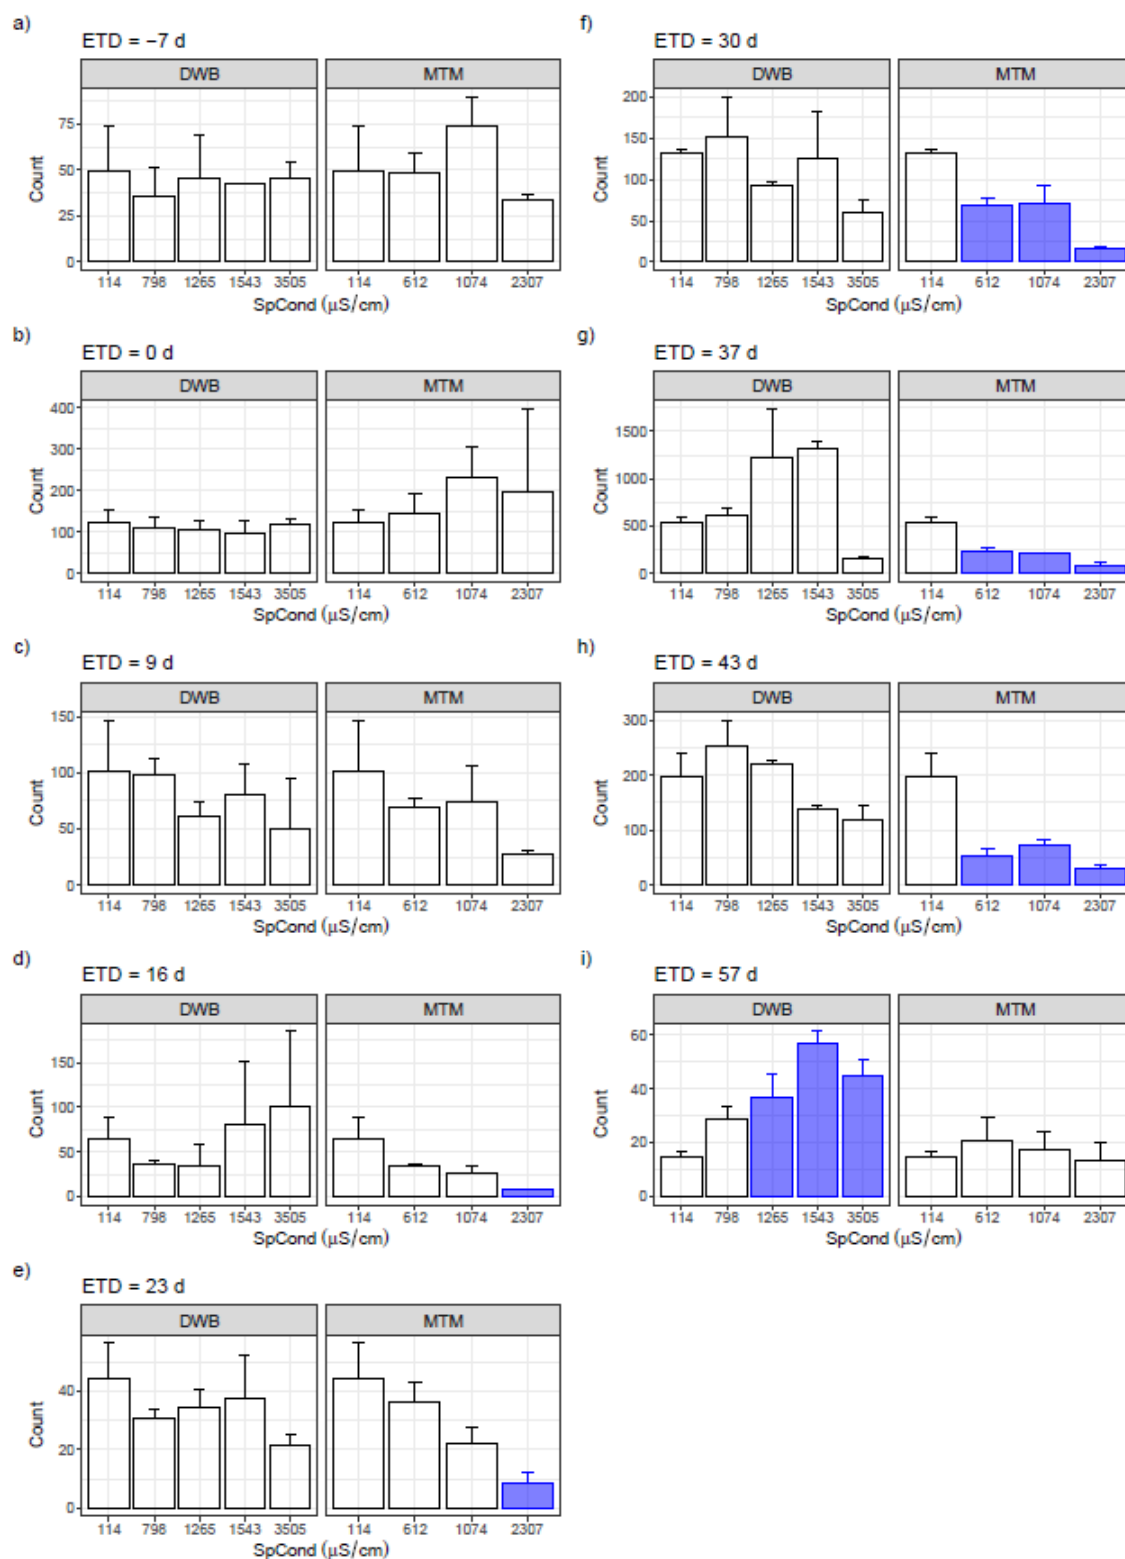 a)
ETD = −7 d
DWB MTM
Count
75
50
25
0
114 798 1265 1543 3505 114 612 1074 2307
SpCond (μS/cm)
b)
ETD = 0 d
DWB MTM
Count
400
300
200
100
0
114 798 1265 1543 3505 114 612 1074 2307
SpCond (μS/cm)
c)
ETD = 9 d
DWB MTM
Count
150
100
50
0
114 798 1265 1543 3505 114 612 1074 2307
SpCond (μS/cm)
d)
ETD = 16 d
DWB MTM
Count
150
100
50
0
114 798 1265 1543 3505 114 612 1074 2307
SpCond (μS/cm)
e)
ETD = 23 d
DWB MTM
Count
40
20
0
114 798 1265 1543 3505 114 612 1074 2307
SpCond (μS/cm)
f)
ETD = 30 d
DWB MTM
Count
200
150
100
50
0
114 798 1265 1543 3505 114 612 1074 2307
SpCond (μS/cm)
g)
ETD = 37 d
DWB MTM
Count
1500
1000
500
0
114 798 1265 1543 3505 114 612 1074 2307
SpCond (μS/cm)
h)
ETD = 43 d
DWB MTM
Count
300
200
100
0
114 798 1265 1543 3505 114 612 1074 2307
SpCond (μS/cm)
i)
ETD = 57 d
DWB MTM
Count
60
40
20
0
114 798 1265 1543 3505 114 612 1074 2307
SpCond (μS/cm)